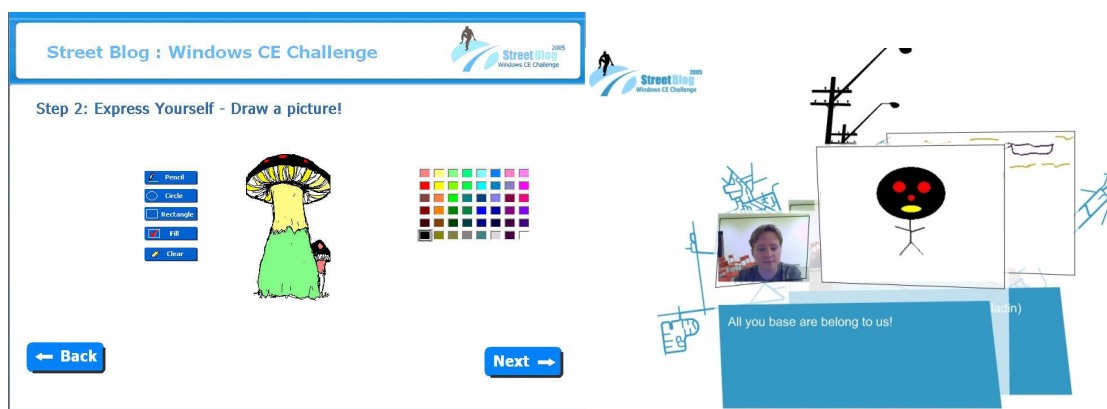 Street Blog : Windows CE Challenge
2005
Street Blog
Windows CE Challenge
Step 2: Express Yourself - Draw a picture!
Pencil
Circle
Rectangle
Fill
Clear
← Back
Next →
2005
Street Blog
Windows CE Challenge
All you base are belong to us!
adin)